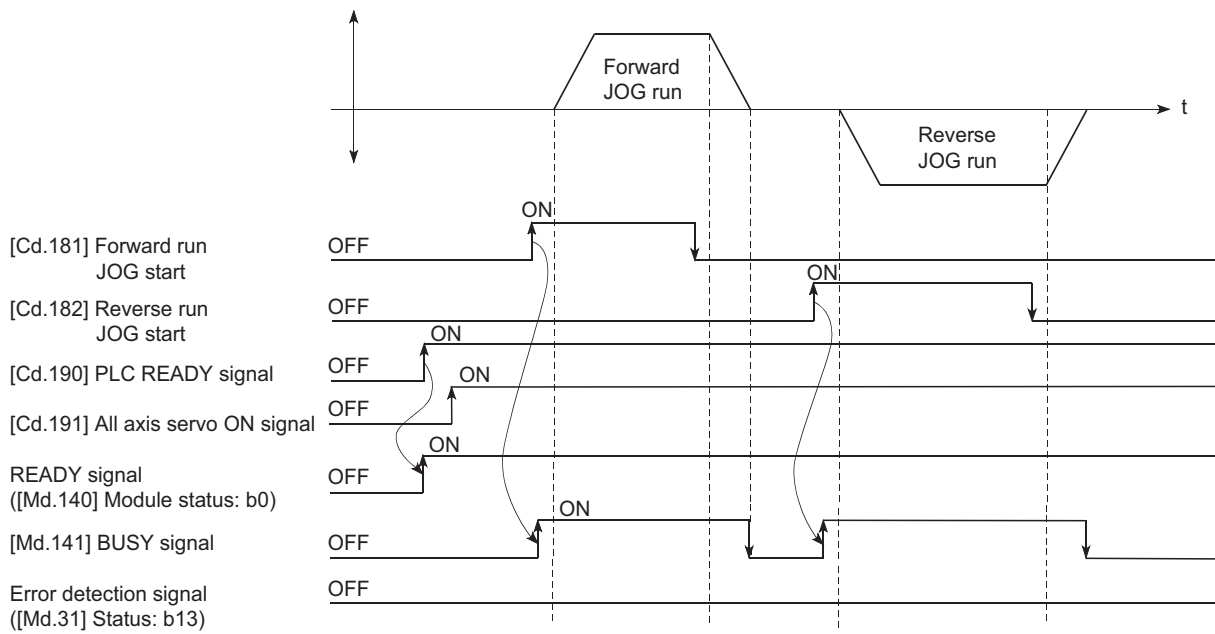 Forward
JOG run
t
Reverse
JOG run
ON
[Cd.181] Forward run
JOG start
OFF
ON
[Cd.182] Reverse run
JOG start
OFF
ON
[Cd.190] PLC READY signal
OFF
ON
[Cd.191] All axis servo ON signal
OFF
ON
READY signal
([Md.140] Module status: b0)
OFF
ON
[Md.141] BUSY signal
OFF
Error detection signal
([Md.31] Status: b13)
OFF